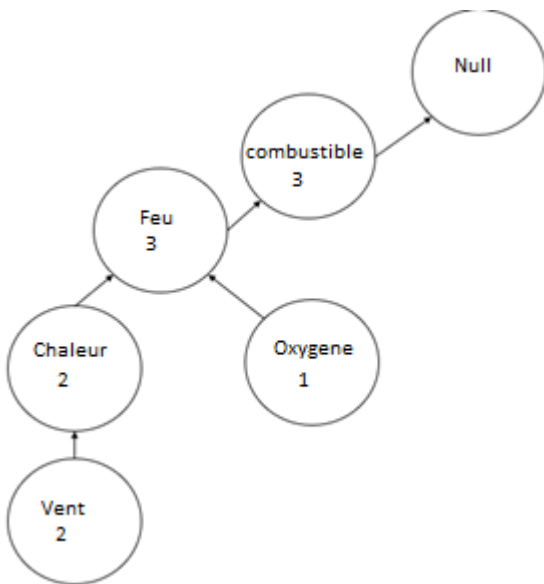 Null
combustible
3
Feu
3
Chaleur
2
Oxygene
1
Vent
2